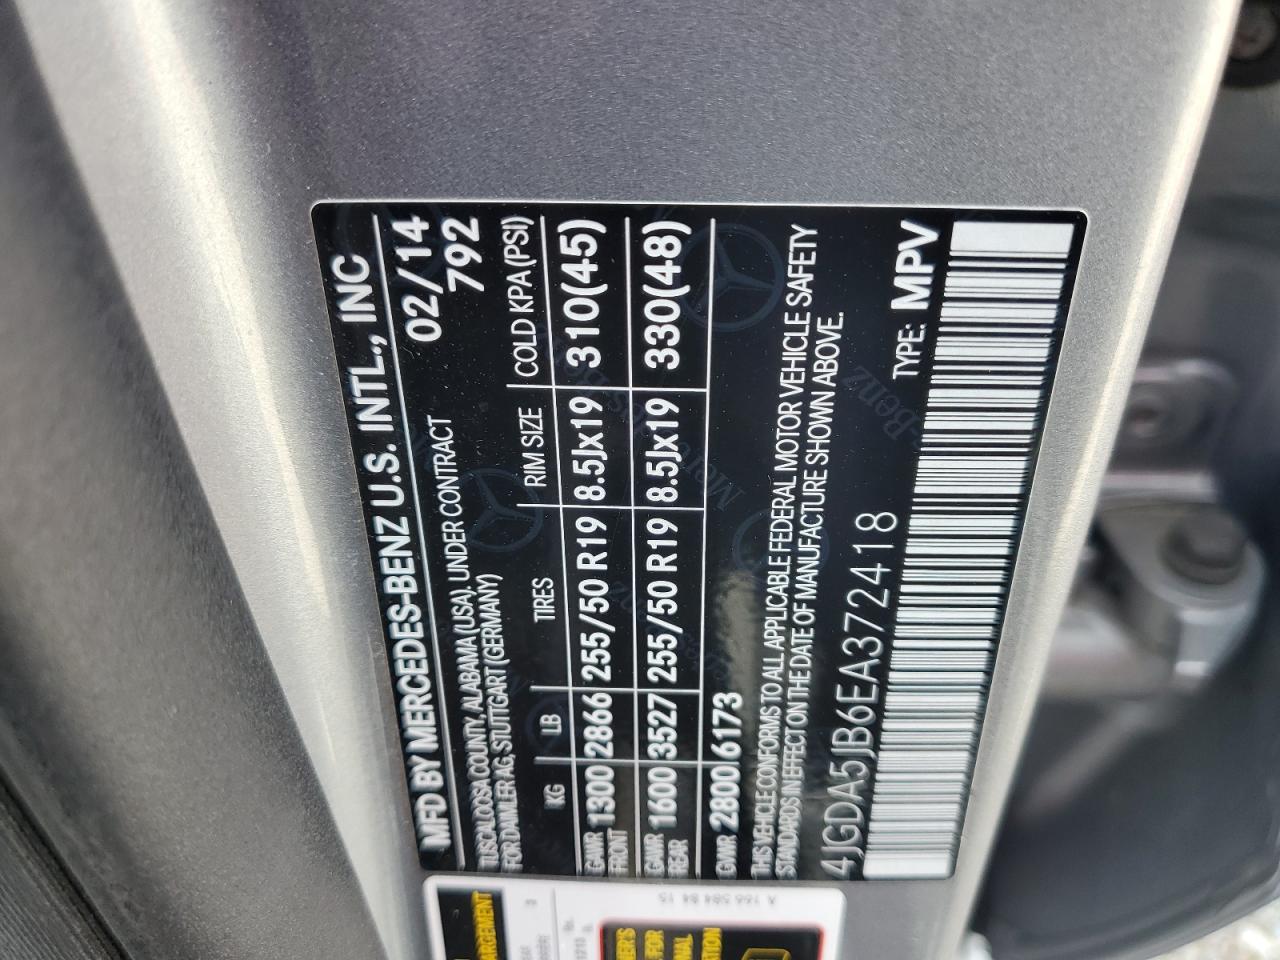 MFD BY MERCEDES-BENZ U.S. INTL., INC
TUSCALOOSA COUNTY, ALABAMA (USA), UNDER CONTRACT 02/14
FOR DAIMLER AG, STUTTGART (GERMANY) 792
KG LB TIRES RIM SIZE COLD KPA(PSI)
GAWR FRONT 1300 2866 255/50 R19 8.5Jx19 310(45)
GAWR REAR 1600 3527 255/50 R19 8.5Jx19 330(48)
GVWR 2800 6173
THIS VEHICLE CONFORMS TO ALL APPLICABLE FEDERAL MOTOR VEHICLE SAFETY
STANDARDS IN EFFECT ON THE DATE OF MANUFACTURE SHOWN ABOVE.
4JGDA5JB6EA372418 TYPE: MPV
A 166 584 84 15